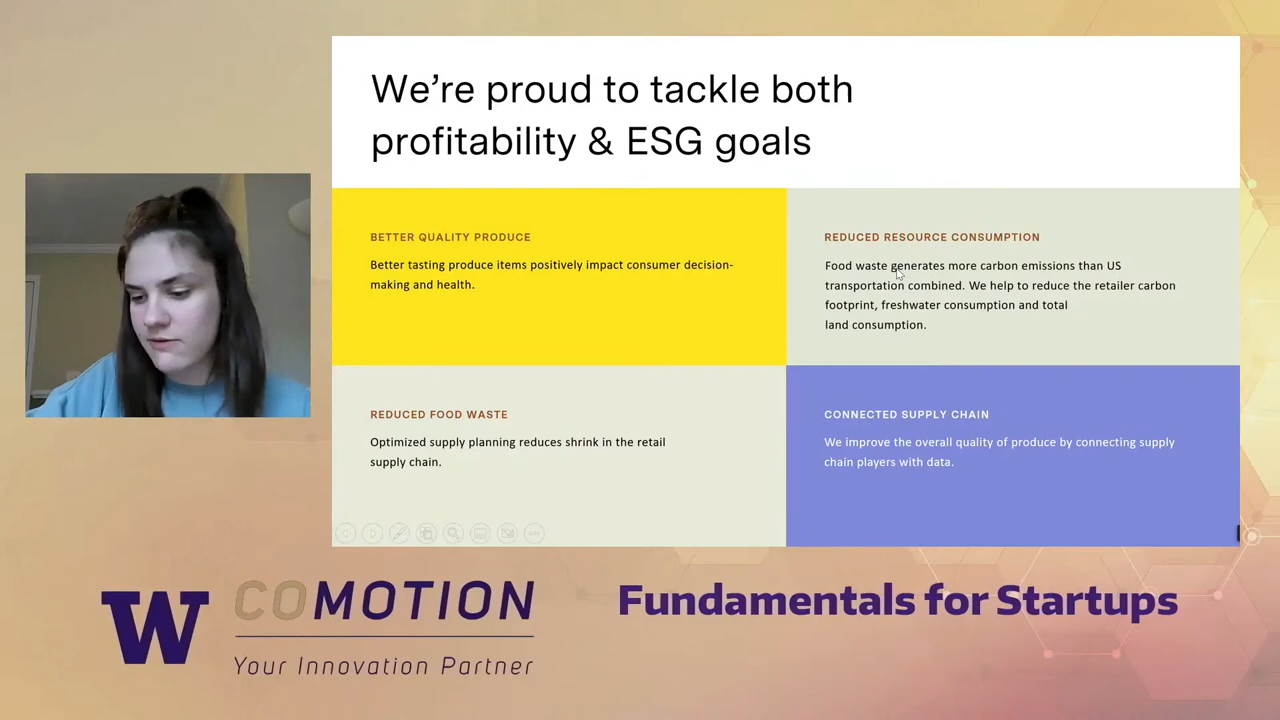 We're proud to tackle both
profitability & ESG goals
BETTER QUALITY PRODUCE
Better tasting produce items positively impact consumer decision-
making and health.
REDUCED RESOURCE CONSUMPTION
Food waste generates more carbon emissions than US
transportation combined. We help to reduce the retailer carbon
footprint, freshwater consumption and total
land consumption.
REDUCED FOOD WASTE
Optimized supply planning reduces shrink in the retail
supply chain.
CONNECTED SUPPLY CHAIN
We improve the overall quality of produce by connecting supply
chain players with data.
W COMOTION
Your Innovation Partner
Fundamentals for Startups